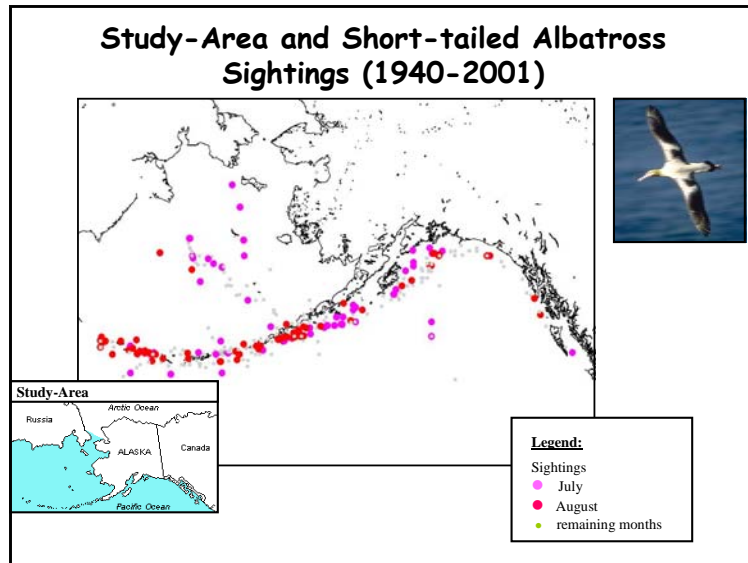 Study-Area and Short-tailed Albatross
Sightings (1940-2001)
Study-Area
Arctic Ocean
Russia
ALASKA
Canada
Pacific Ocean
Legend:
Sightings
July
August
remaining months